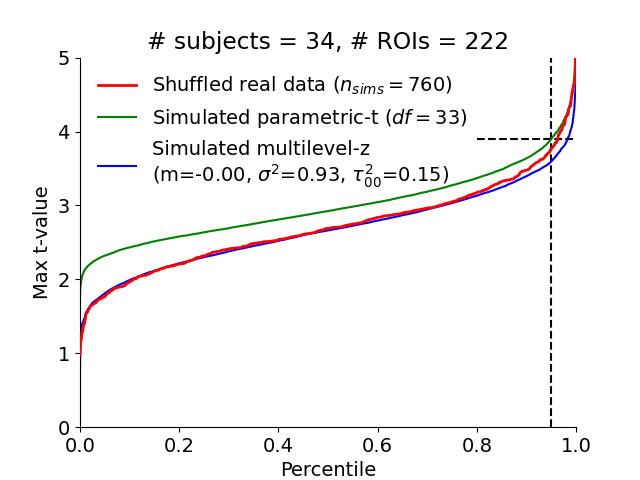 # subjects = 34, # ROIs = 222
Shuffled real data (n_sims = 760)
Simulated parametric-t (df = 33)
Simulated multilevel-z
(m=-0.00, σ²=0.93, τ²₀₀=0.15)
Max t-value
5
4
3
2
1
0
0.0 0.2 0.4 0.6 0.8 1.0
Percentile